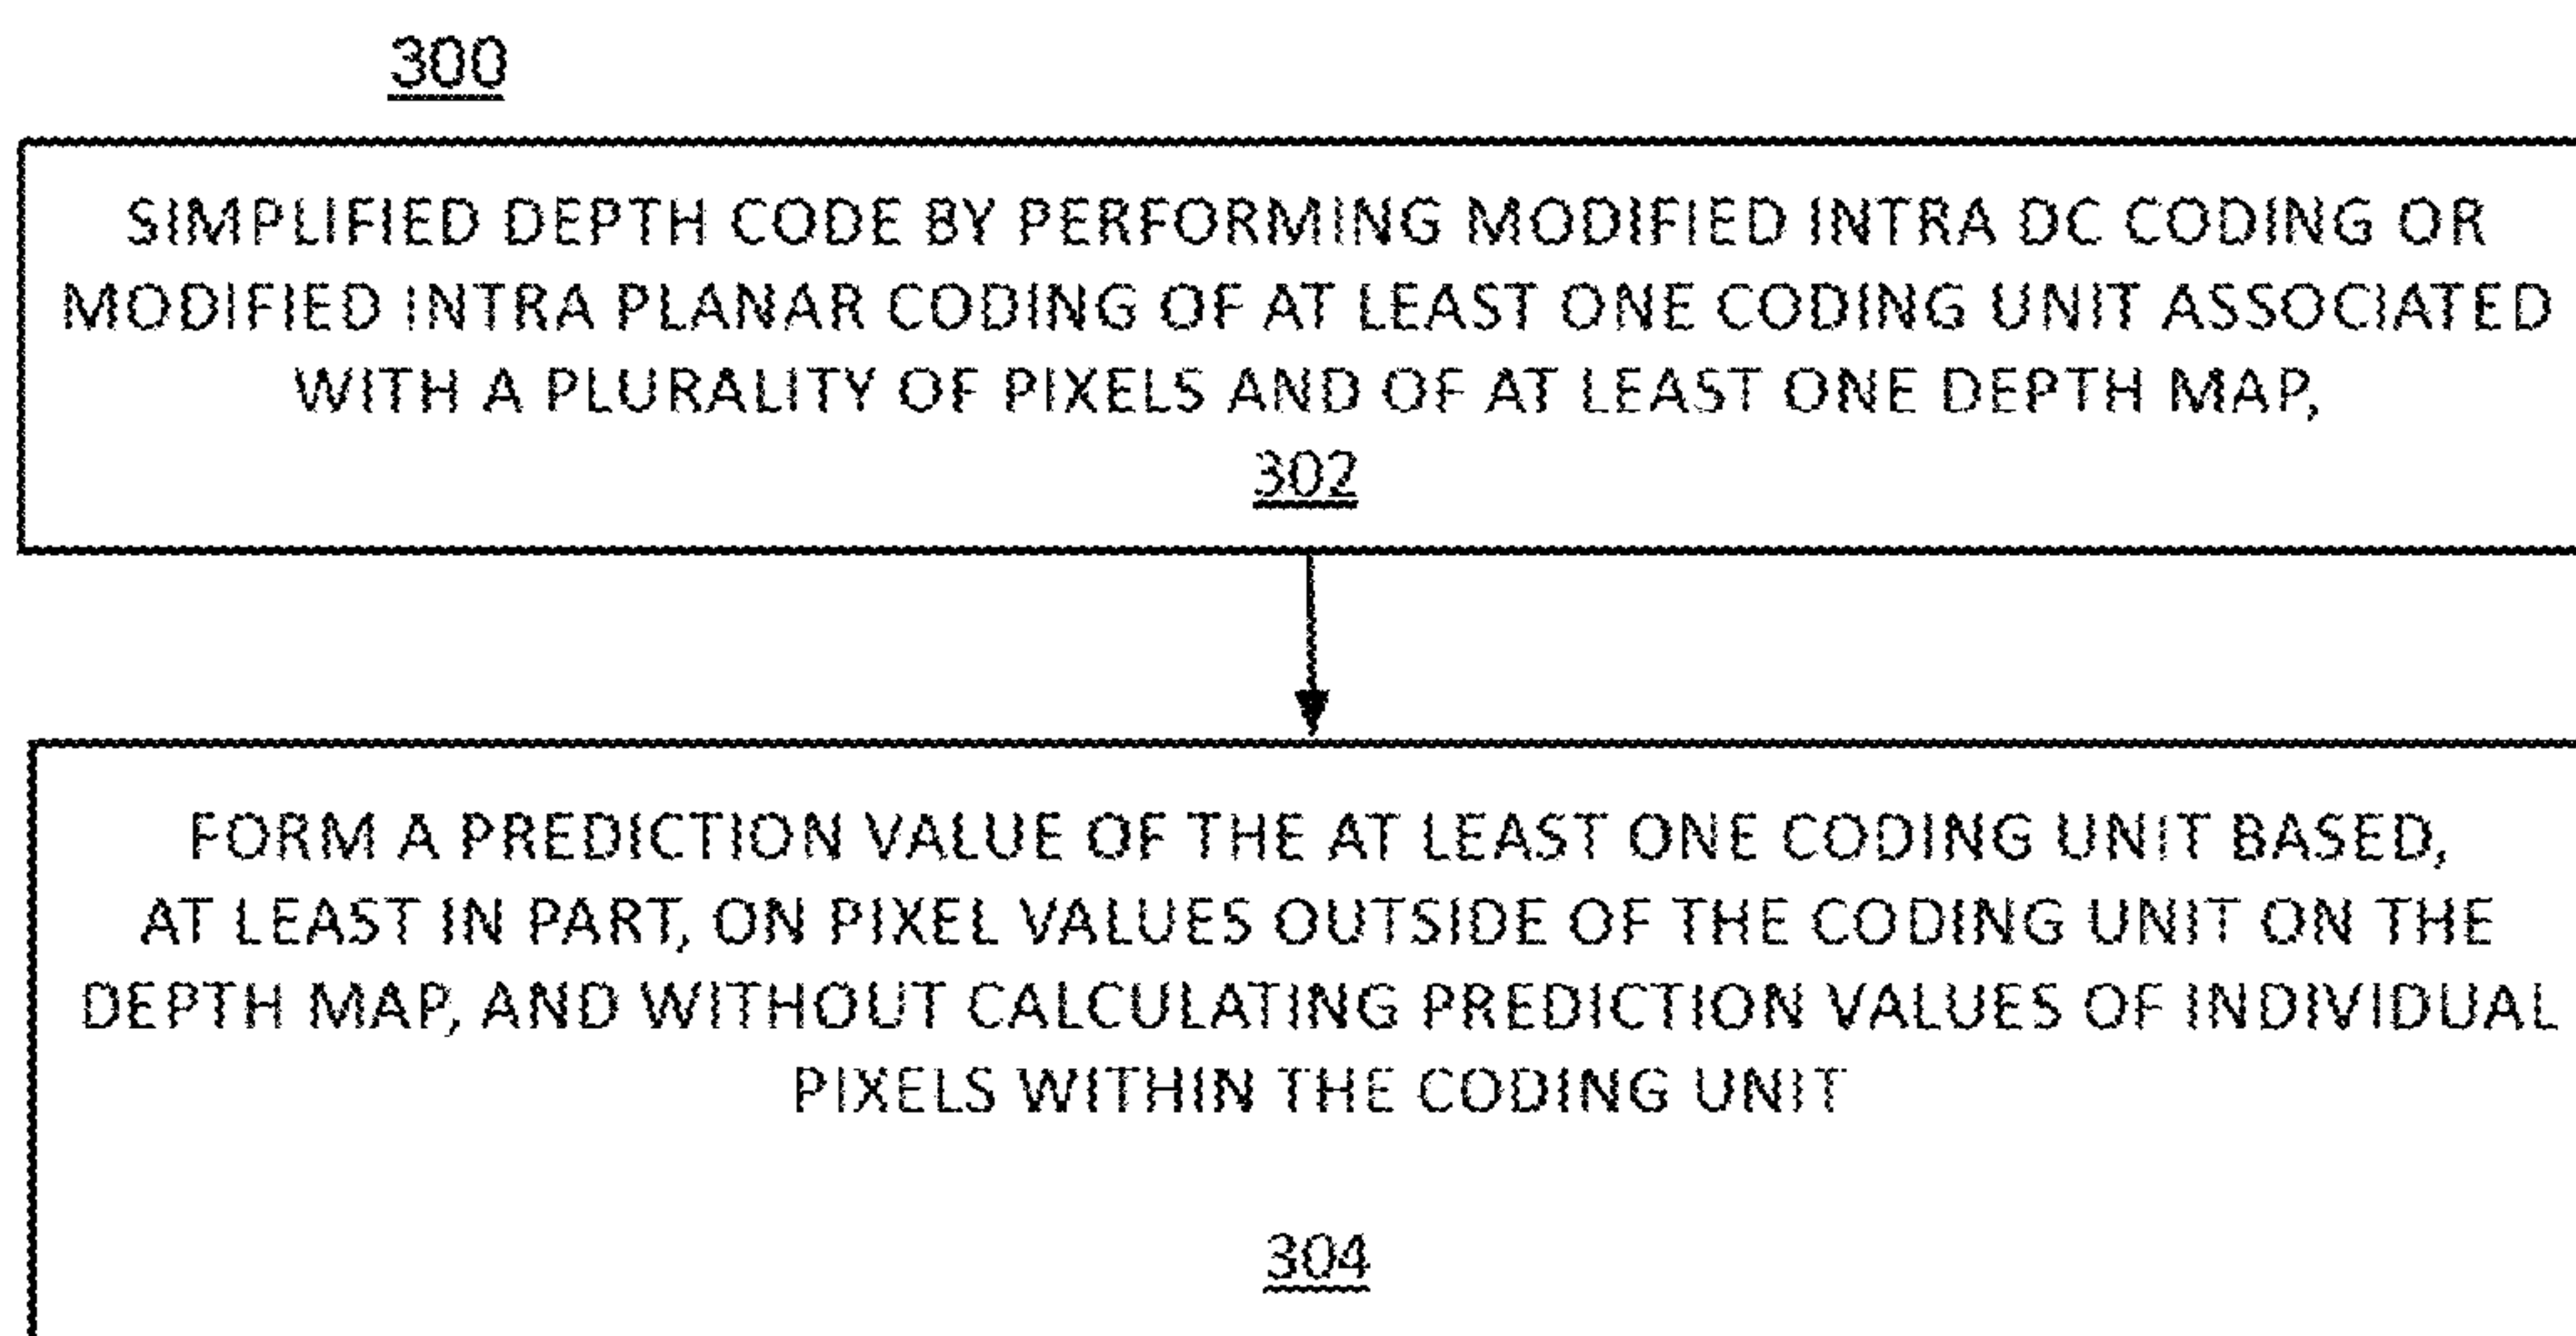 300
SIMPLIFIED DEPTH CODE BY PERFORMING MODIFIED INTRA DC CODING OR
MODIFIED INTRA PLANAR CODING OF AT LEAST ONE CODING UNIT ASSOCIATED
WITH A PLURALITY OF PIXELS AND OF AT LEAST ONE DEPTH MAP,
302
FORM A PREDICTION VALUE OF THE AT LEAST ONE CODING UNIT BASED,
AT LEAST IN PART, ON PIXEL VALUES OUTSIDE OF THE CODING UNIT ON THE
DEPTH MAP, AND WITHOUT CALCULATING PREDICTION VALUES OF INDIVIDUAL
PIXELS WITHIN THE CODING UNIT
304